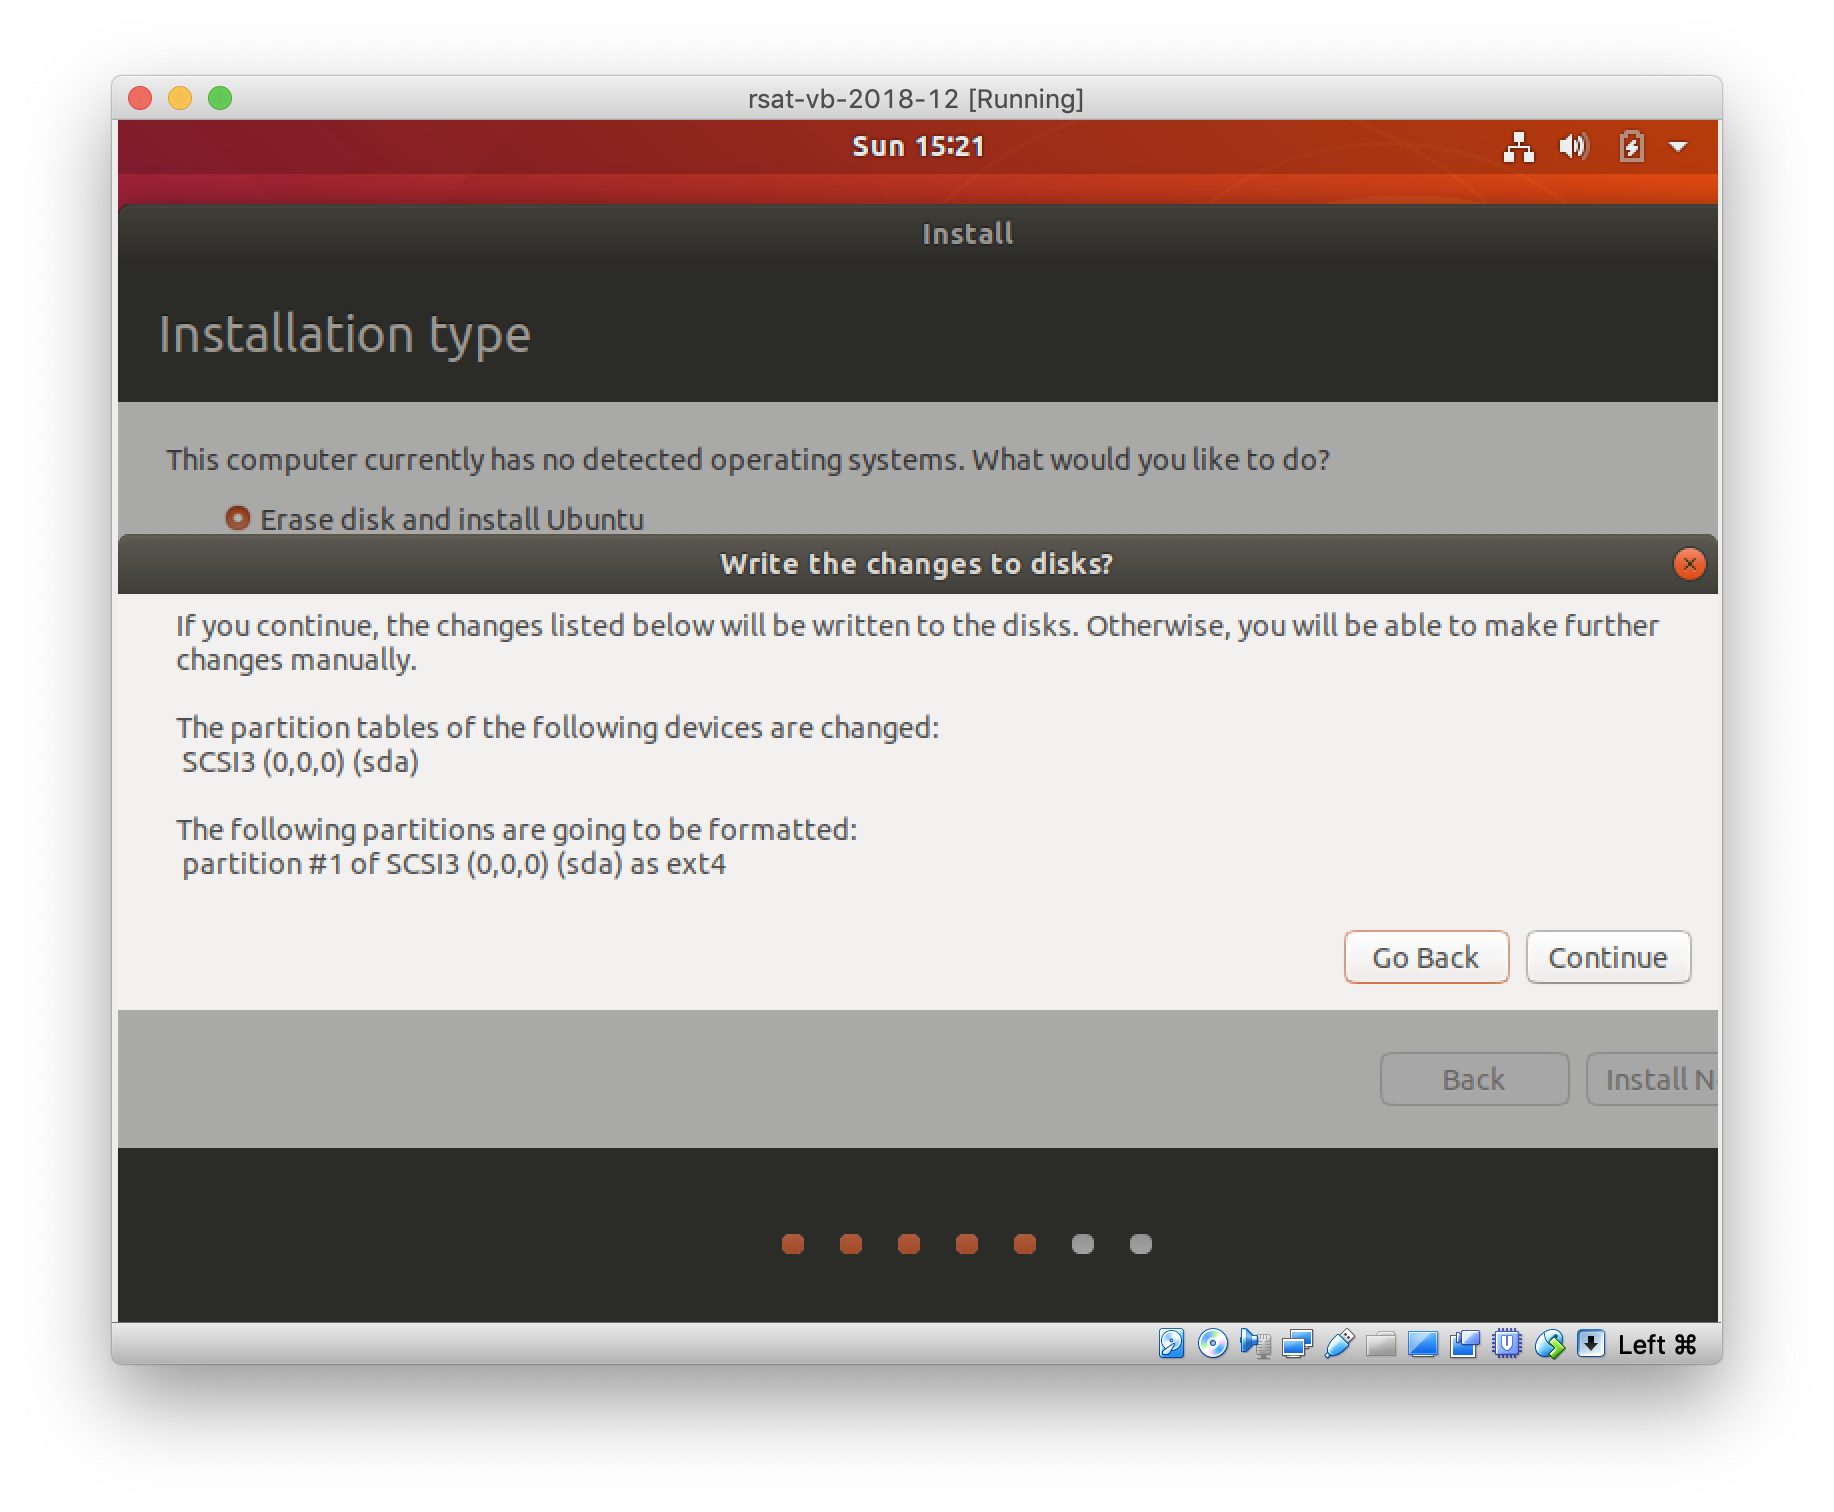 rsat-vb-2018-12 [Running]
Sun 15:21
Install
Installation type
This computer currently has no detected operating systems. What would you like to do?
Erase disk and install Ubuntu
Write the changes to disks?
If you continue, the changes listed below will be written to the disks. Otherwise, you will be able to make further
changes manually.
The partition tables of the following devices are changed:
SCSI3 (0,0,0) (sda)
The following partitions are going to be formatted:
partition #1 of SCSI3 (0,0,0) (sda) as ext4
Go Back Continue
Back Install N
Left ⌘